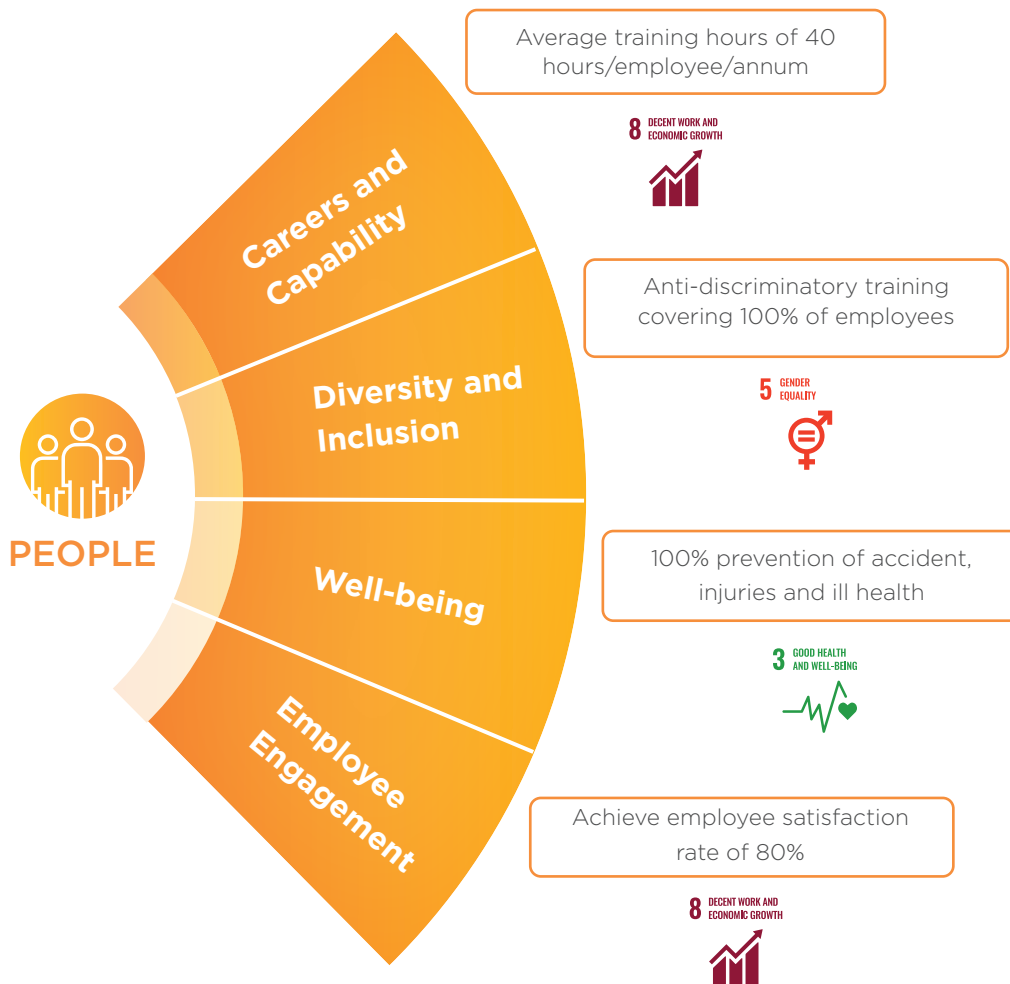 Average training hours of 40
hours/employee/annum
8 DECENT WORK AND
ECONOMIC GROWTH
Careers and
Capability
Anti-discriminatory training
covering 100% of employees
5 GENDER
EQUALITY
Diversity and
Inclusion
PEOPLE
100% prevention of accident,
injuries and ill health
3 GOOD HEALTH
AND WELL-BEING
Well-being
Employee
Engagement
Achieve employee satisfaction
rate of 80%
8 DECENT WORK AND
ECONOMIC GROWTH